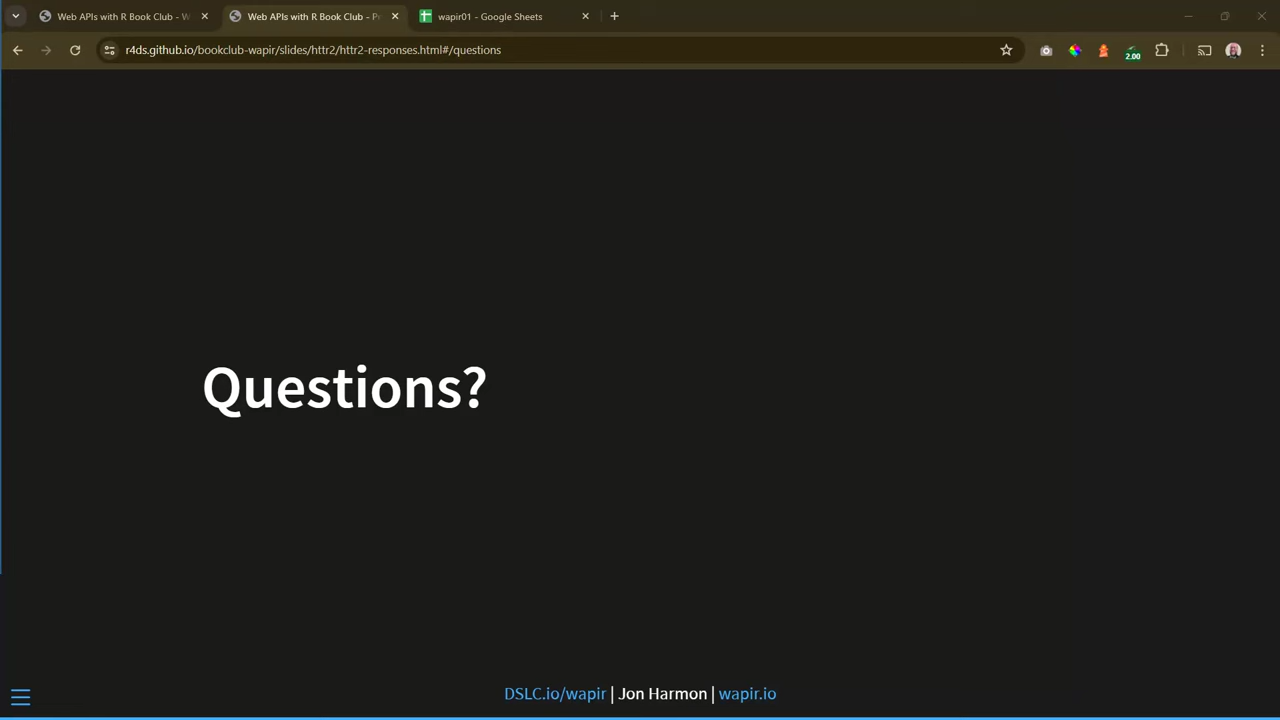 Web APIs with R Book Club - W
Web APIs with R Book Club - Pr
wapir01 - Google Sheets
r4ds.github.io/bookclub-wapir/slides/httr2/httr2-responses.html#/questions
2.00
Questions?
DSLC.io/wapir | Jon Harmon | wapir.io